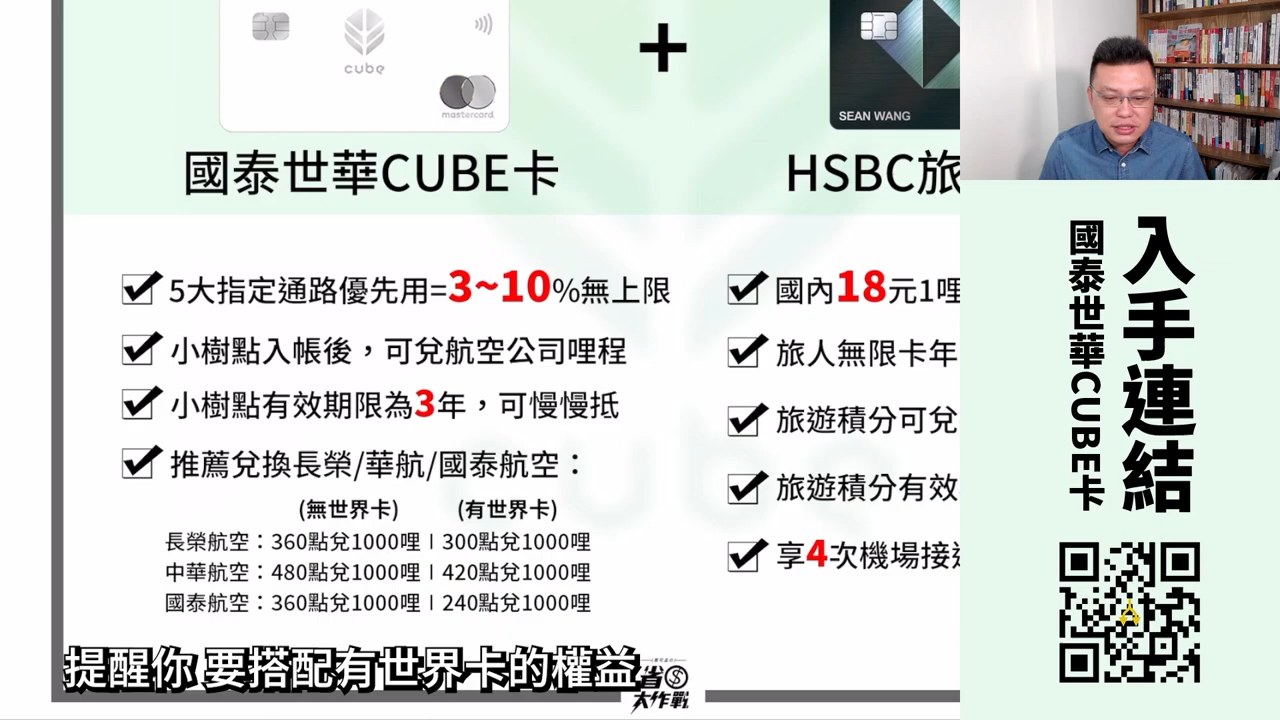 cube
mastercard
+
SEAN WANG
國泰世華CUBE卡
HSBC旅
5大指定通路優先用=3~10%無上限
小樹點入帳後，可兌航空公司哩程
小樹點有效期限為3年，可慢慢抵
推薦兌換長榮/華航/國泰航空：
(無世界卡) (有世界卡)
長榮航空：360點兌1000哩 | 300點兌1000哩
中華航空：480點兌1000哩 | 420點兌1000哩
國泰航空：360點兌1000哩 | 240點兌1000哩
國內18元1哩
旅人無限卡年
旅遊積分可兌
旅遊積分有效
享4次機場接送
提醒你 要搭配有世界卡的權益
省$
大作戰
入手連結
國泰世華CUBE卡